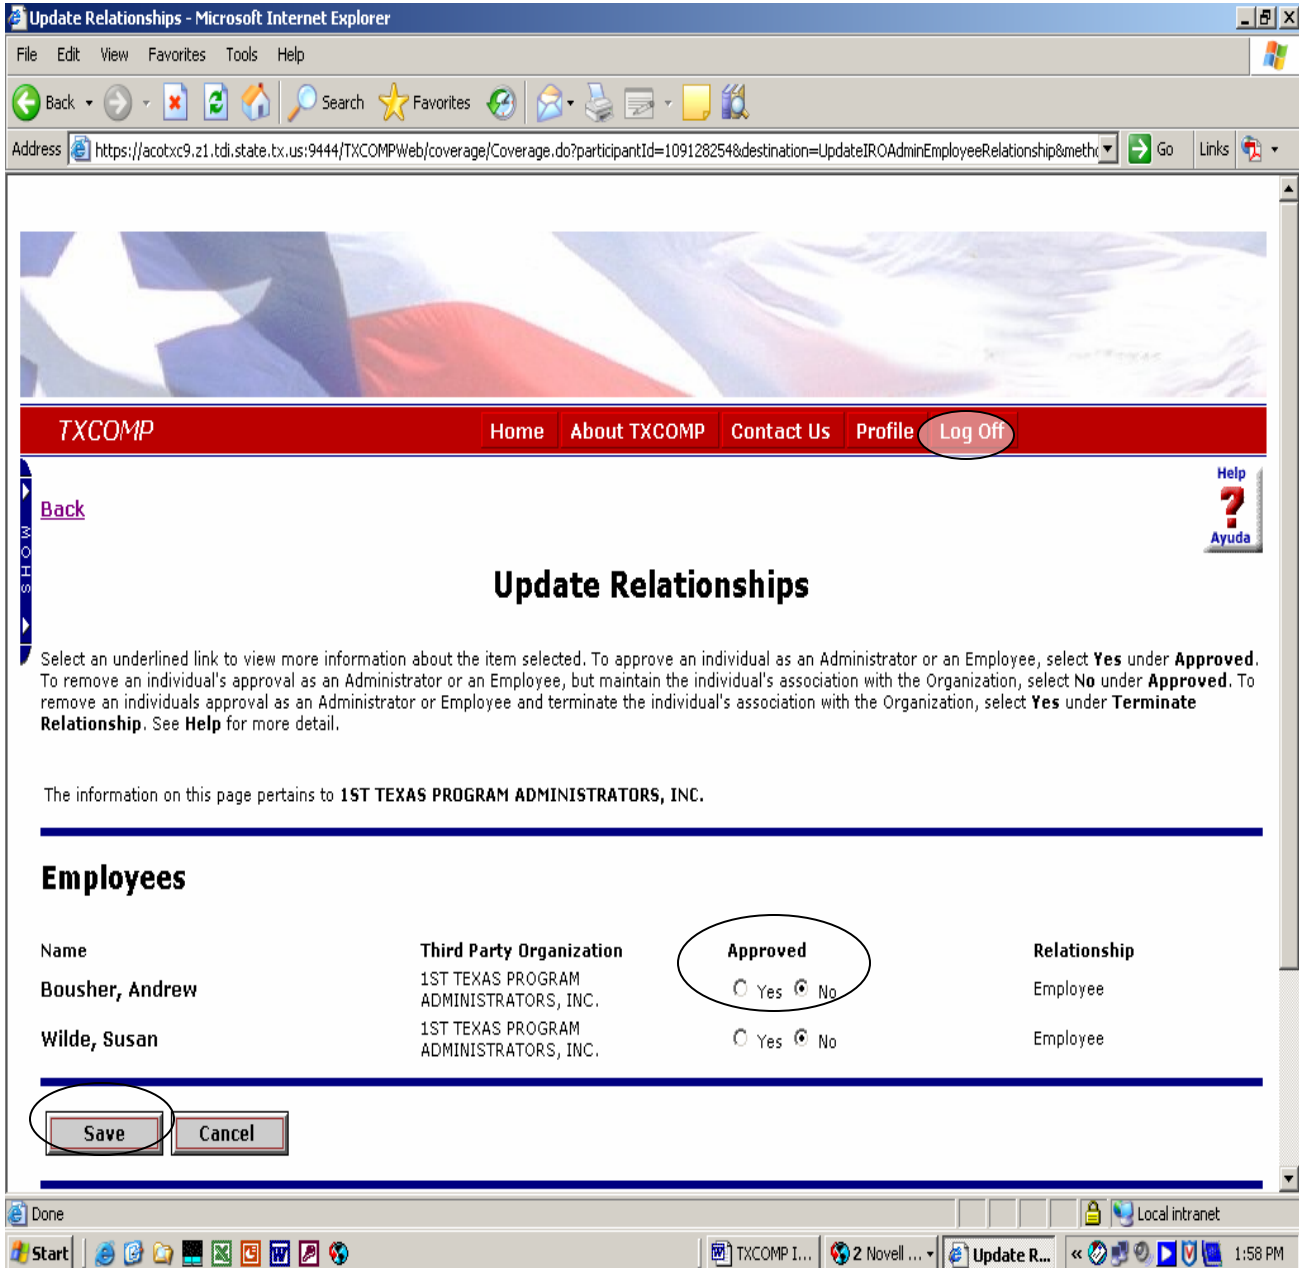 Update Relationships - Microsoft Internet Explorer
File Edit View Favorites Tools Help
Back Search Favorites
Address https://acotxc9.z1.tdi.state.tx.us:9444/TXCOMPWeb/coverage/Coverage.do?participantId=109128254&destination=UpdateIROAdminEmployeeRelationship&metho Go Links
TXCOMP Home About TXCOMP Contact Us Profile Log Off
Help
?
Ayuda
Back
SHOW
Update Relationships
Select an underlined link to view more information about the item selected. To approve an individual as an Administrator or an Employee, select Yes under Approved.
To remove an individual's approval as an Administrator or an Employee, but maintain the individual's association with the Organization, select No under Approved. To
remove an individuals approval as an Administrator or Employee and terminate the individual's association with the Organization, select Yes under Terminate
Relationship. See Help for more detail.
The information on this page pertains to 1ST TEXAS PROGRAM ADMINISTRATORS, INC.
Employees
Name Third Party Organization Approved Relationship
Bousher, Andrew 1ST TEXAS PROGRAM ADMINISTRATORS, INC. Yes No Employee
Wilde, Susan 1ST TEXAS PROGRAM ADMINISTRATORS, INC. Yes No Employee
Save Cancel
Done Local intranet
Start TXCOMP I... 2 Novell ... Update R... « 1:58 PM